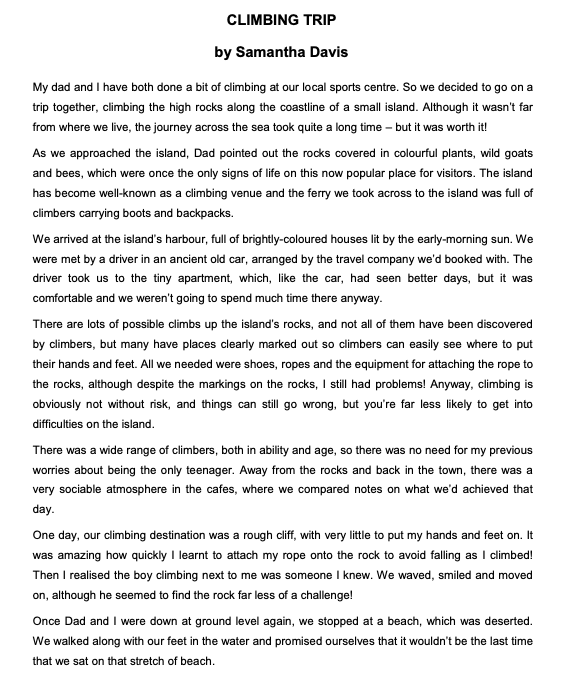 CLIMBING TRIP
by Samantha Davis
My dad and I have both done a bit of climbing at our local sports centre. So we decided to go on a
trip together, climbing the high rocks along the coastline of a small island. Although it wasn't far
from where we live, the journey across the sea took quite a long time – but it was worth it!
As we approached the island, Dad pointed out the rocks covered in colourful plants, wild goats
and bees, which were once the only signs of life on this now popular place for visitors. The island
has become well-known as a climbing venue and the ferry we took across to the island was full of
climbers carrying boots and backpacks.
We arrived at the island's harbour, full of brightly-coloured houses lit by the early-morning sun. We
were met by a driver in an ancient old car, arranged by the travel company we'd booked with. The
driver took us to the tiny apartment, which, like the car, had seen better days, but it was
comfortable and we weren't going to spend much time there anyway.
There are lots of possible climbs up the island's rocks, and not all of them have been discovered
by climbers, but many have places clearly marked out so climbers can easily see where to put
their hands and feet. All we needed were shoes, ropes and the equipment for attaching the rope to
the rocks, although despite the markings on the rocks, I still had problems! Anyway, climbing is
obviously not without risk, and things can still go wrong, but you're far less likely to get into
difficulties on the island.
There was a wide range of climbers, both in ability and age, so there was no need for my previous
worries about being the only teenager. Away from the rocks and back in the town, there was a
very sociable atmosphere in the cafes, where we compared notes on what we'd achieved that
day.
One day, our climbing destination was a rough cliff, with very little to put my hands and feet on. It
was amazing how quickly I learnt to attach my rope onto the rock to avoid falling as I climbed!
Then I realised the boy climbing next to me was someone I knew. We waved, smiled and moved
on, although he seemed to find the rock far less of a challenge!
Once Dad and I were down at ground level again, we stopped at a beach, which was deserted.
We walked along with our feet in the water and promised ourselves that it wouldn't be the last time
that we sat on that stretch of beach.